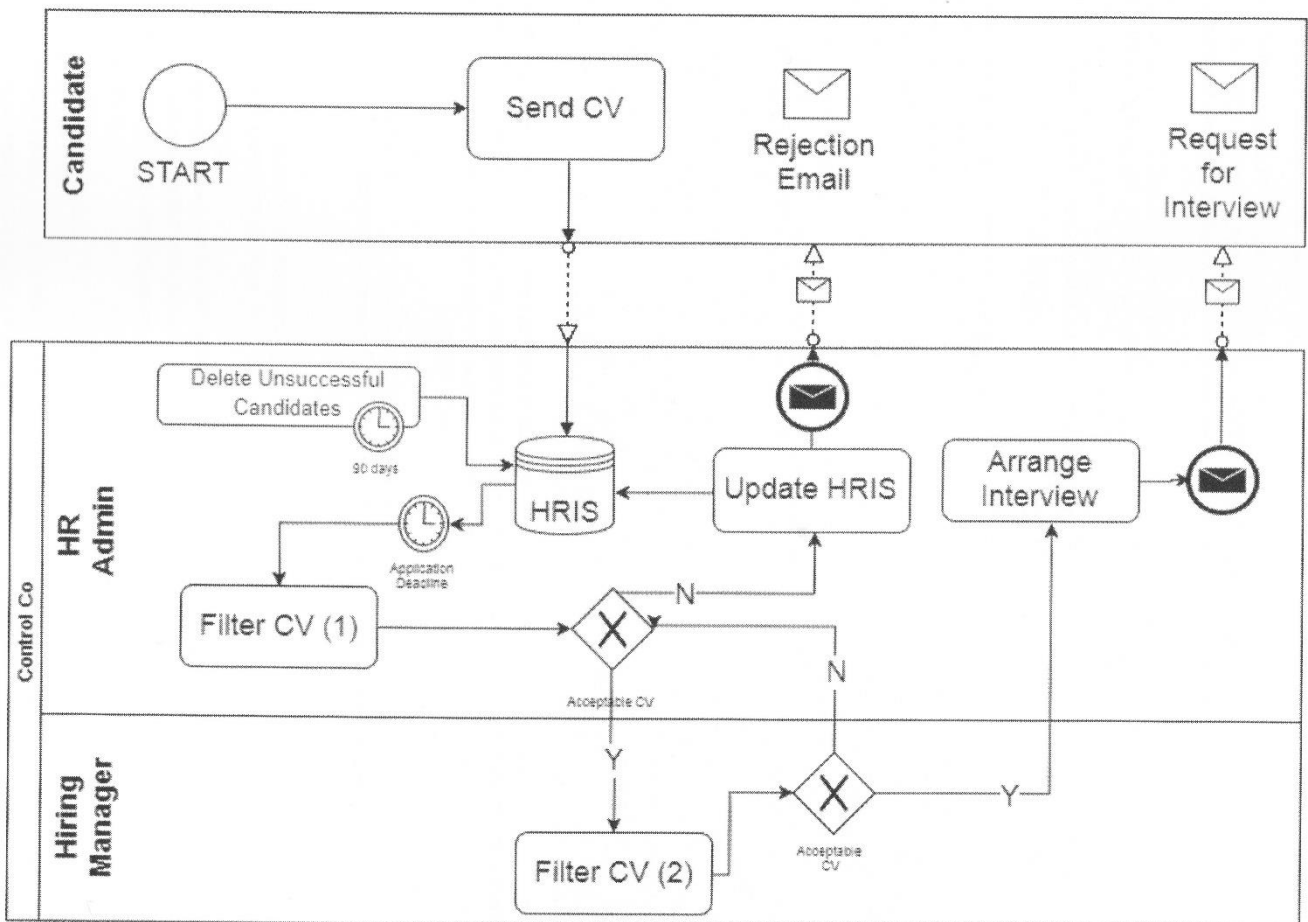 Candidate
START
Send CV
Rejection
Email
Request
for
Interview
Control Co
HR
Admin
Delete Unsuccessful
Candidates
90 days
HRIS
Update HRIS
Arrange
Interview
Application
Deadline
Filter CV (1)
N
N
Acceptable CV
Hiring
Manager
Y
Y
Filter CV (2)
Acceptable
CV